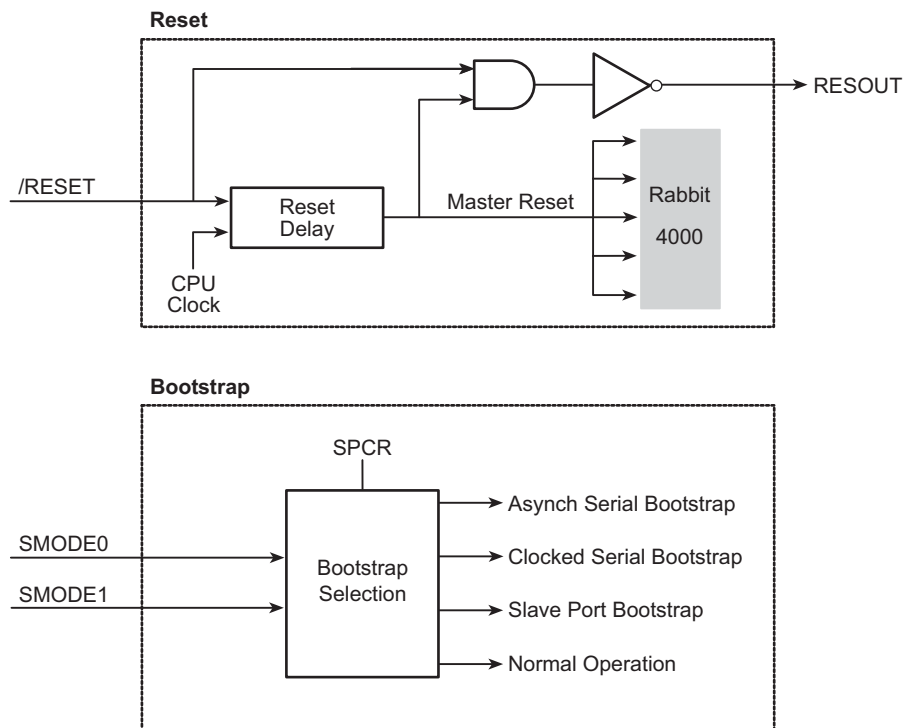 Reset
RESOUT
/RESET
Reset
Delay
Master Reset
Rabbit
4000
CPU
Clock
Bootstrap
SPCR
SMODE0
SMODE1
Bootstrap
Selection
Asynch Serial Bootstrap
Clocked Serial Bootstrap
Slave Port Bootstrap
Normal Operation